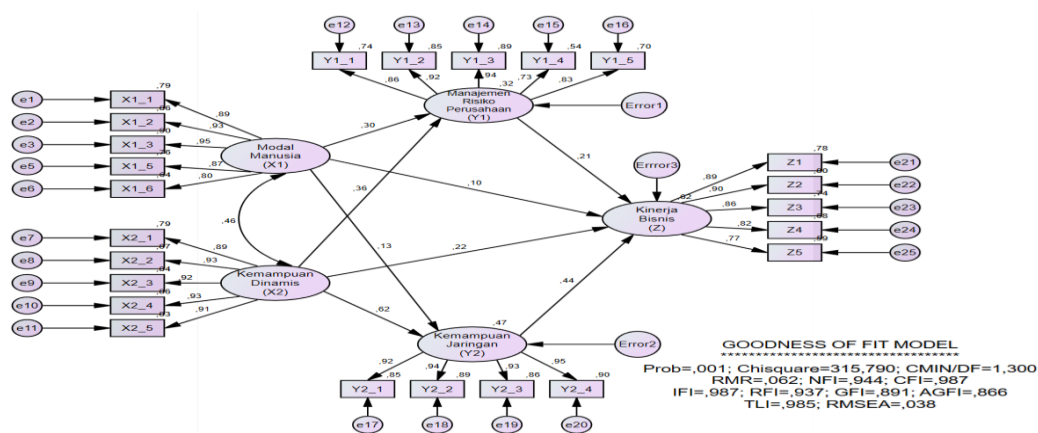 e12 e13 e14 e15 e16
,74 ,85 ,89 ,54 ,70
Y1_1 Y1_2 Y1_3 Y1_4 Y1_5
,86 ,92 ,94 ,73 ,83
,32
Manajemen
Risiko
Perusahaan
(Y1)
Error1
,79
e1 X1_1 ,89
e2 X1_2 ,93
e3 X1_3 ,95
e5 X1_5 ,87
e6 X1_6 ,80
Modal
Manusia
(X1)
,30
,36
,10
,13
,46
,21
Errror3
Kinerja
Bisnis
(Z)
,78
,89 Z1 e21
,90 Z2 e22
,86 Z3 e23
,82 Z4 e24
,77 Z5 e25
,79
e7 X2_1 ,89
e8 X2_2 ,93
e9 X2_3 ,92
e10 X2_4 ,93
e11 X2_5 ,91
Kemampuan
Dinamis
(X2)
,22
,62
,44
,47
Kemampuan
Jaringan
(Y2)
Error2
,92 ,94 ,93 ,95
,85 ,89 ,86 ,90
Y2_1 Y2_2 Y2_3 Y2_4
e17 e18 e19 e20
GOODNESS OF FIT MODEL
**********************************
Prob=,001; Chisquare=315,790; CMIN/DF=1,300
RMR=,062; NFI=,944; CFI=,987
IFI=,987; RFI=,937; GFI=,891; AGFI=,866
TLI=,985; RMSEA=,038